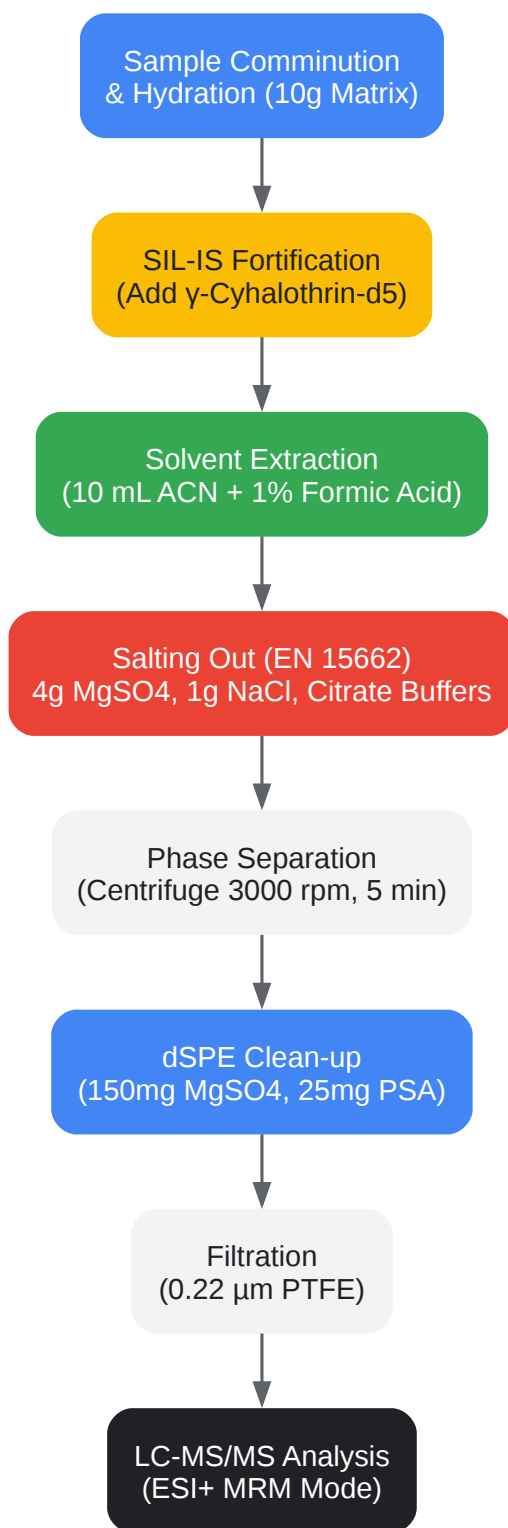 Sample Comminution
& Hydration (10g Matrix)
SIL-IS Fortification
(Add γ-Cyhalothrin-d5)
Solvent Extraction
(10 mL ACN + 1% Formic Acid)
Salting Out (EN 15662)
4g MgSO4, 1g NaCl, Citrate Buffers
Phase Separation
(Centrifuge 3000 rpm, 5 min)
dSPE Clean-up
(150mg MgSO4, 25mg PSA)
Filtration
(0.22 µm PTFE)
LC-MS/MS Analysis
(ESI+ MRM Mode)